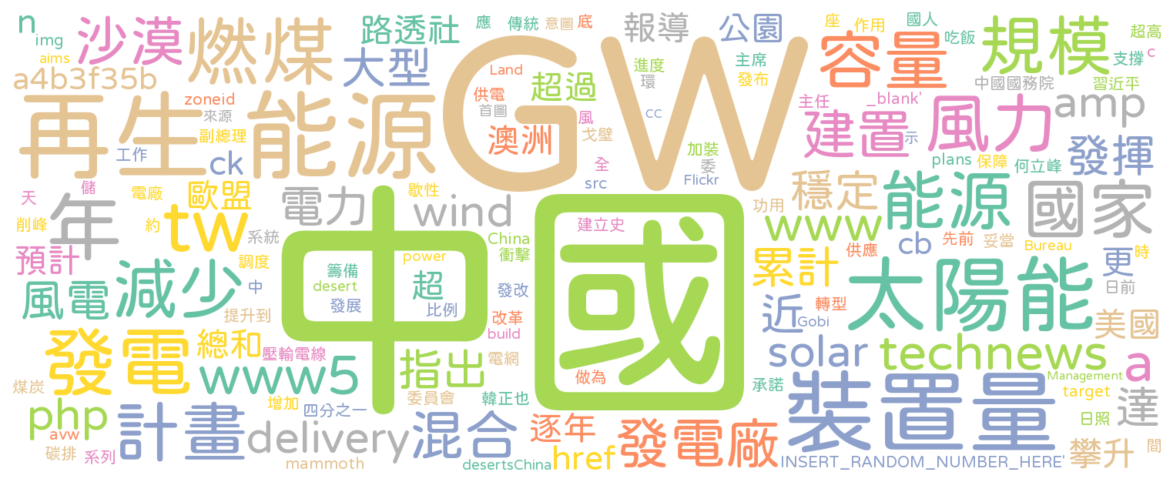 n
img
aims
沙漠
燃煤
路透社
應
傳統
意圖
底
報導
公園
座
作用
國人
吃飯
規模
超高
支撐
c
a4b3f35b
大型
Land
GW
進度
環
主席
發布
容量
中國國務院
習近平
再生能源
zoneid
來源
副總理
工作
ck
供電
首圖
超過
澳洲
風
戈壁
cc
全
src
加裝
委
Flickr
主任
_blank'
建置
風力
示
amp
plans
保障
何立峰
發揮
天
儲
年
削峰
電廠
約
歐盟
tw
電力
系統
歇性
wind
China
衝擊
中國
建立史
功用
穩定
www
能源
供應
cb
先前
妥當
Bureau
國家
更
時
日前
預計
風電
減少
調度
中
提升到
籌備
desert
發展
power
超
比例
發改
改革
build
累計
近
轉型
Gobi
太陽能
美國
發電
總和
壓輸電線
www5
指出
電網
做為
承諾
solar
technews
a
Management
target
達
煤炭
php
avw
碳排
系列
計畫
增加
四分之一
delivery
mammoth
混合
委員會
韓正也
desertsChina
逐年
href
發電廠
裝置量
INSERT_RANDOM_NUMBER_HERE'
日照
攀升
間